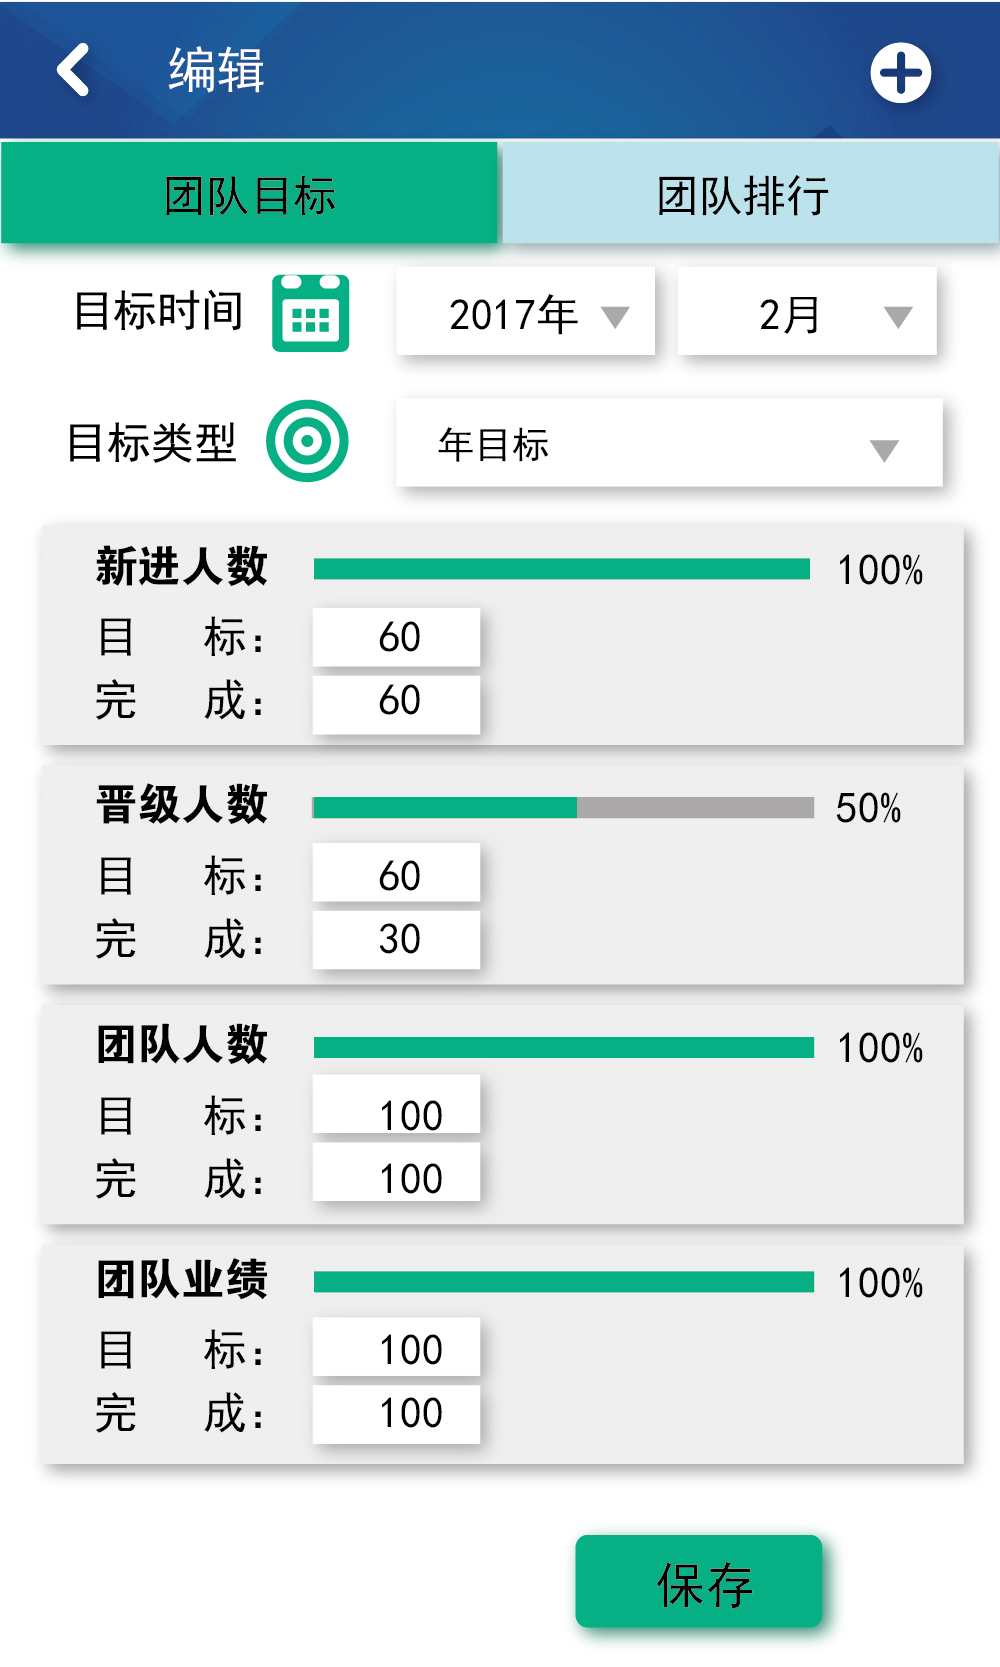 编辑
团队目标 团队排行
目标时间 2017年 2月
目标类型 年目标
新进人数 100%
目 标： 60
完 成： 60
晋级人数 50%
目 标： 60
完 成： 30
团队人数 100%
目 标： 100
完 成： 100
团队业绩 100%
目 标： 100
完 成： 100
保存